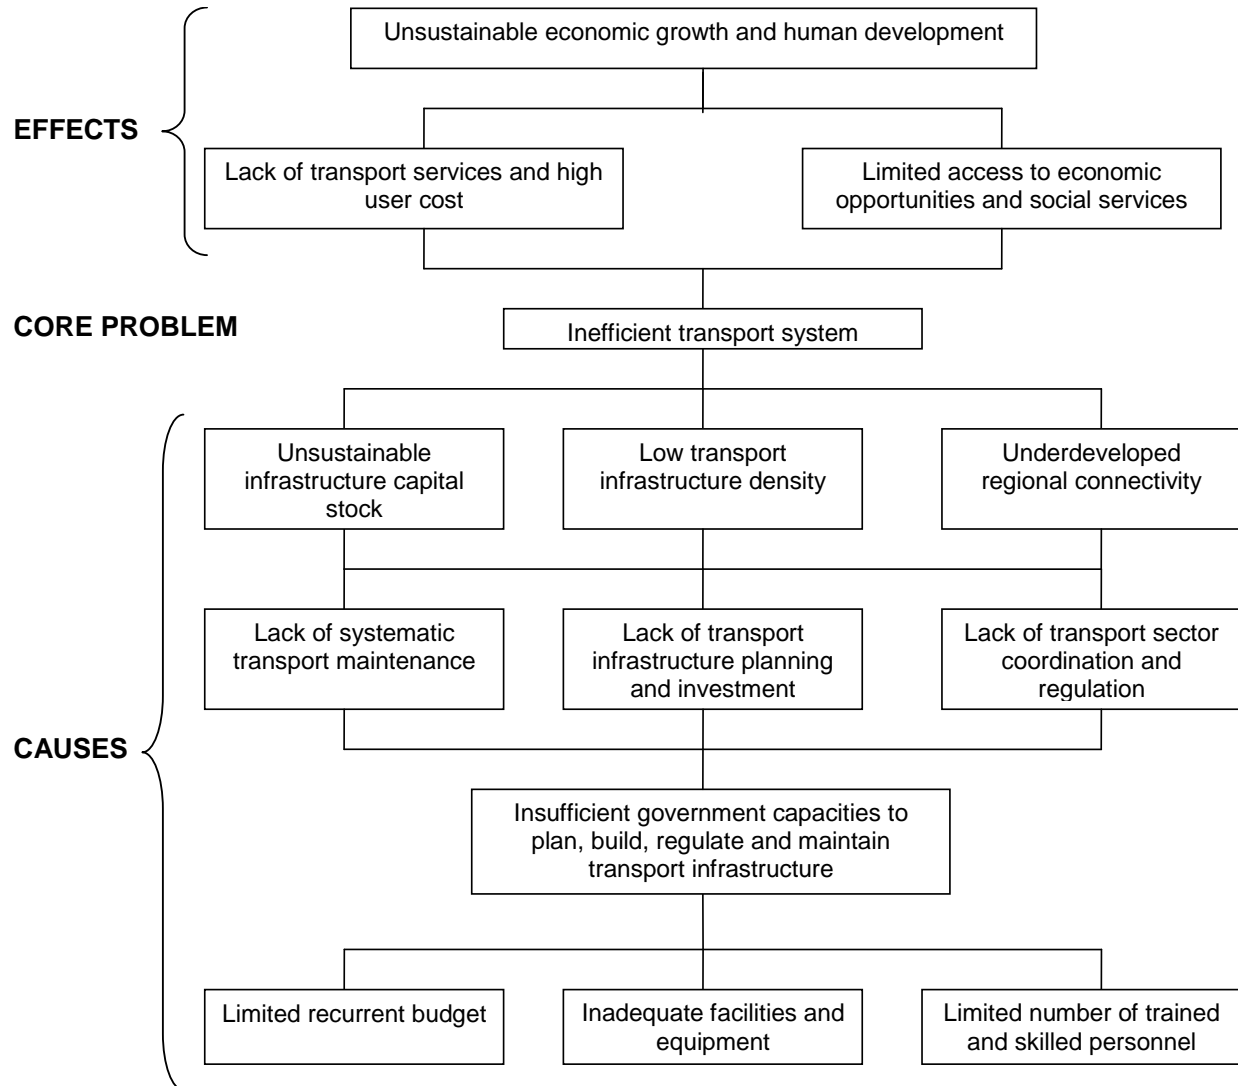 Unsustainable economic growth and human development
EFFECTS
Lack of transport services and high
user cost
Limited access to economic
opportunities and social services
CORE PROBLEM
Inefficient transport system
Unsustainable
infrastructure capital
stock
Low transport
infrastructure density
Underdeveloped
regional connectivity
Lack of systematic
transport maintenance
Lack of transport
infrastructure planning
and investment
Lack of transport sector
coordination and
regulation
CAUSES
Insufficient government capacities to
plan, build, regulate and maintain
transport infrastructure
Limited recurrent budget
Inadequate facilities and
equipment
Limited number of trained
and skilled personnel